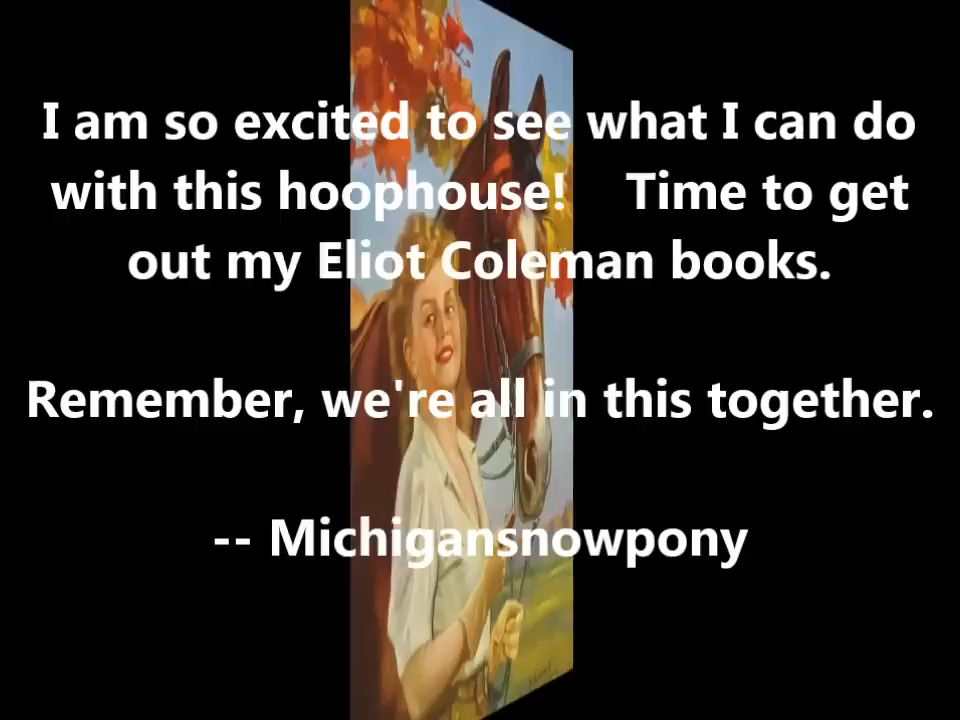 I am so excited to see what I can do
with this hoophouse!    Time to get
out my Eliot Coleman books.
Remember, we're all in this together.
-- Michigansnowpony